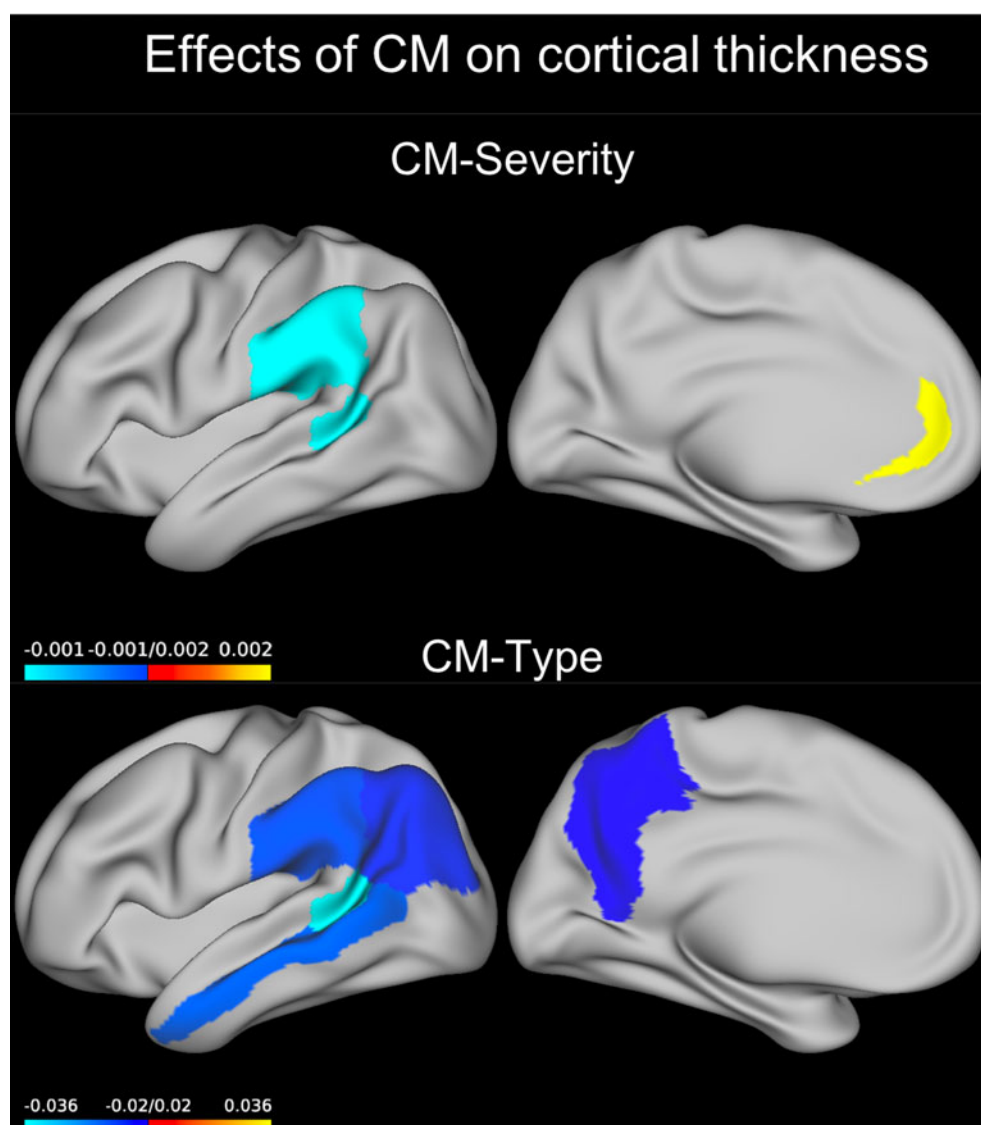 Effects of CM on cortical thickness
CM-Severity
-0.001 -0.001/0.002 0.002
CM-Type
-0.036 -0.02/0.02 0.036